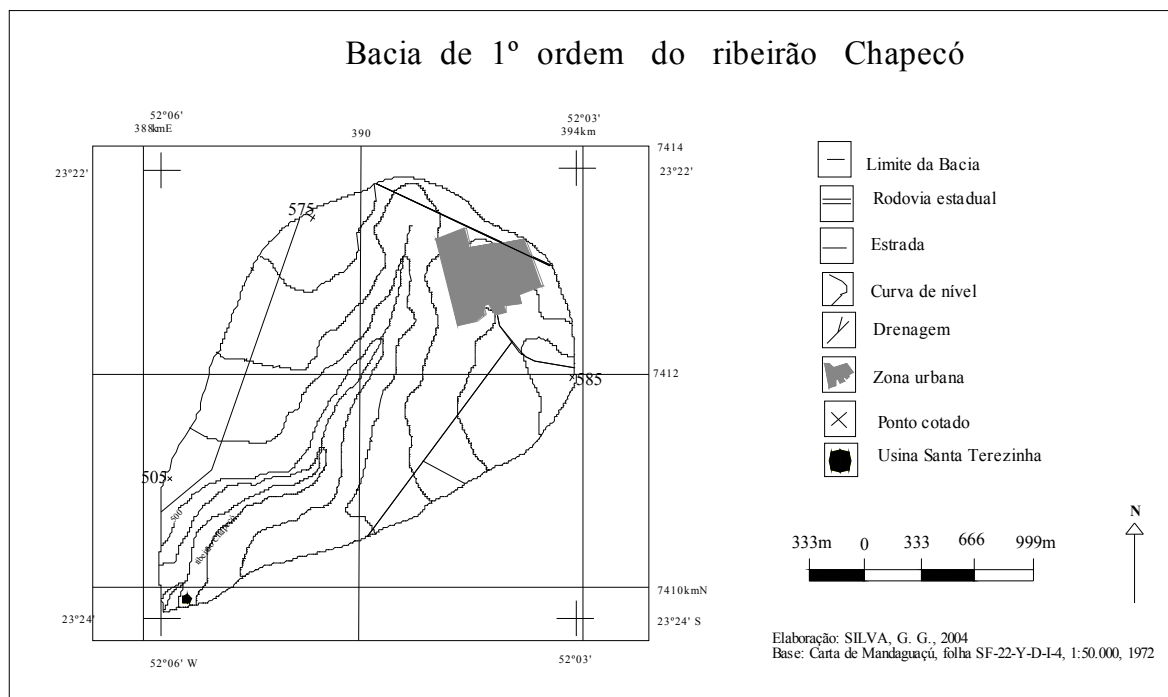 Bacia de 1º ordem do ribeirão Chapecó
52°06'
388kmE
390
52°03'
394km
7414
23°22'
23°22'
575
7412
585
505
500
ribeirão Chapecó
7410kmN
23°24'
23°24' S
52°06' W
52°03'
Limite da Bacia
Rodovia estadual
Estrada
Curva de nível
Drenagem
Zona urbana
Ponto cotado
Usina Santa Terezinha
333m 0 333 666 999m
N
Elaboração: SILVA, G. G., 2004
Base: Carta de Mandaguaçú, folha SF-22-Y-D-I-4, 1:50.000, 1972